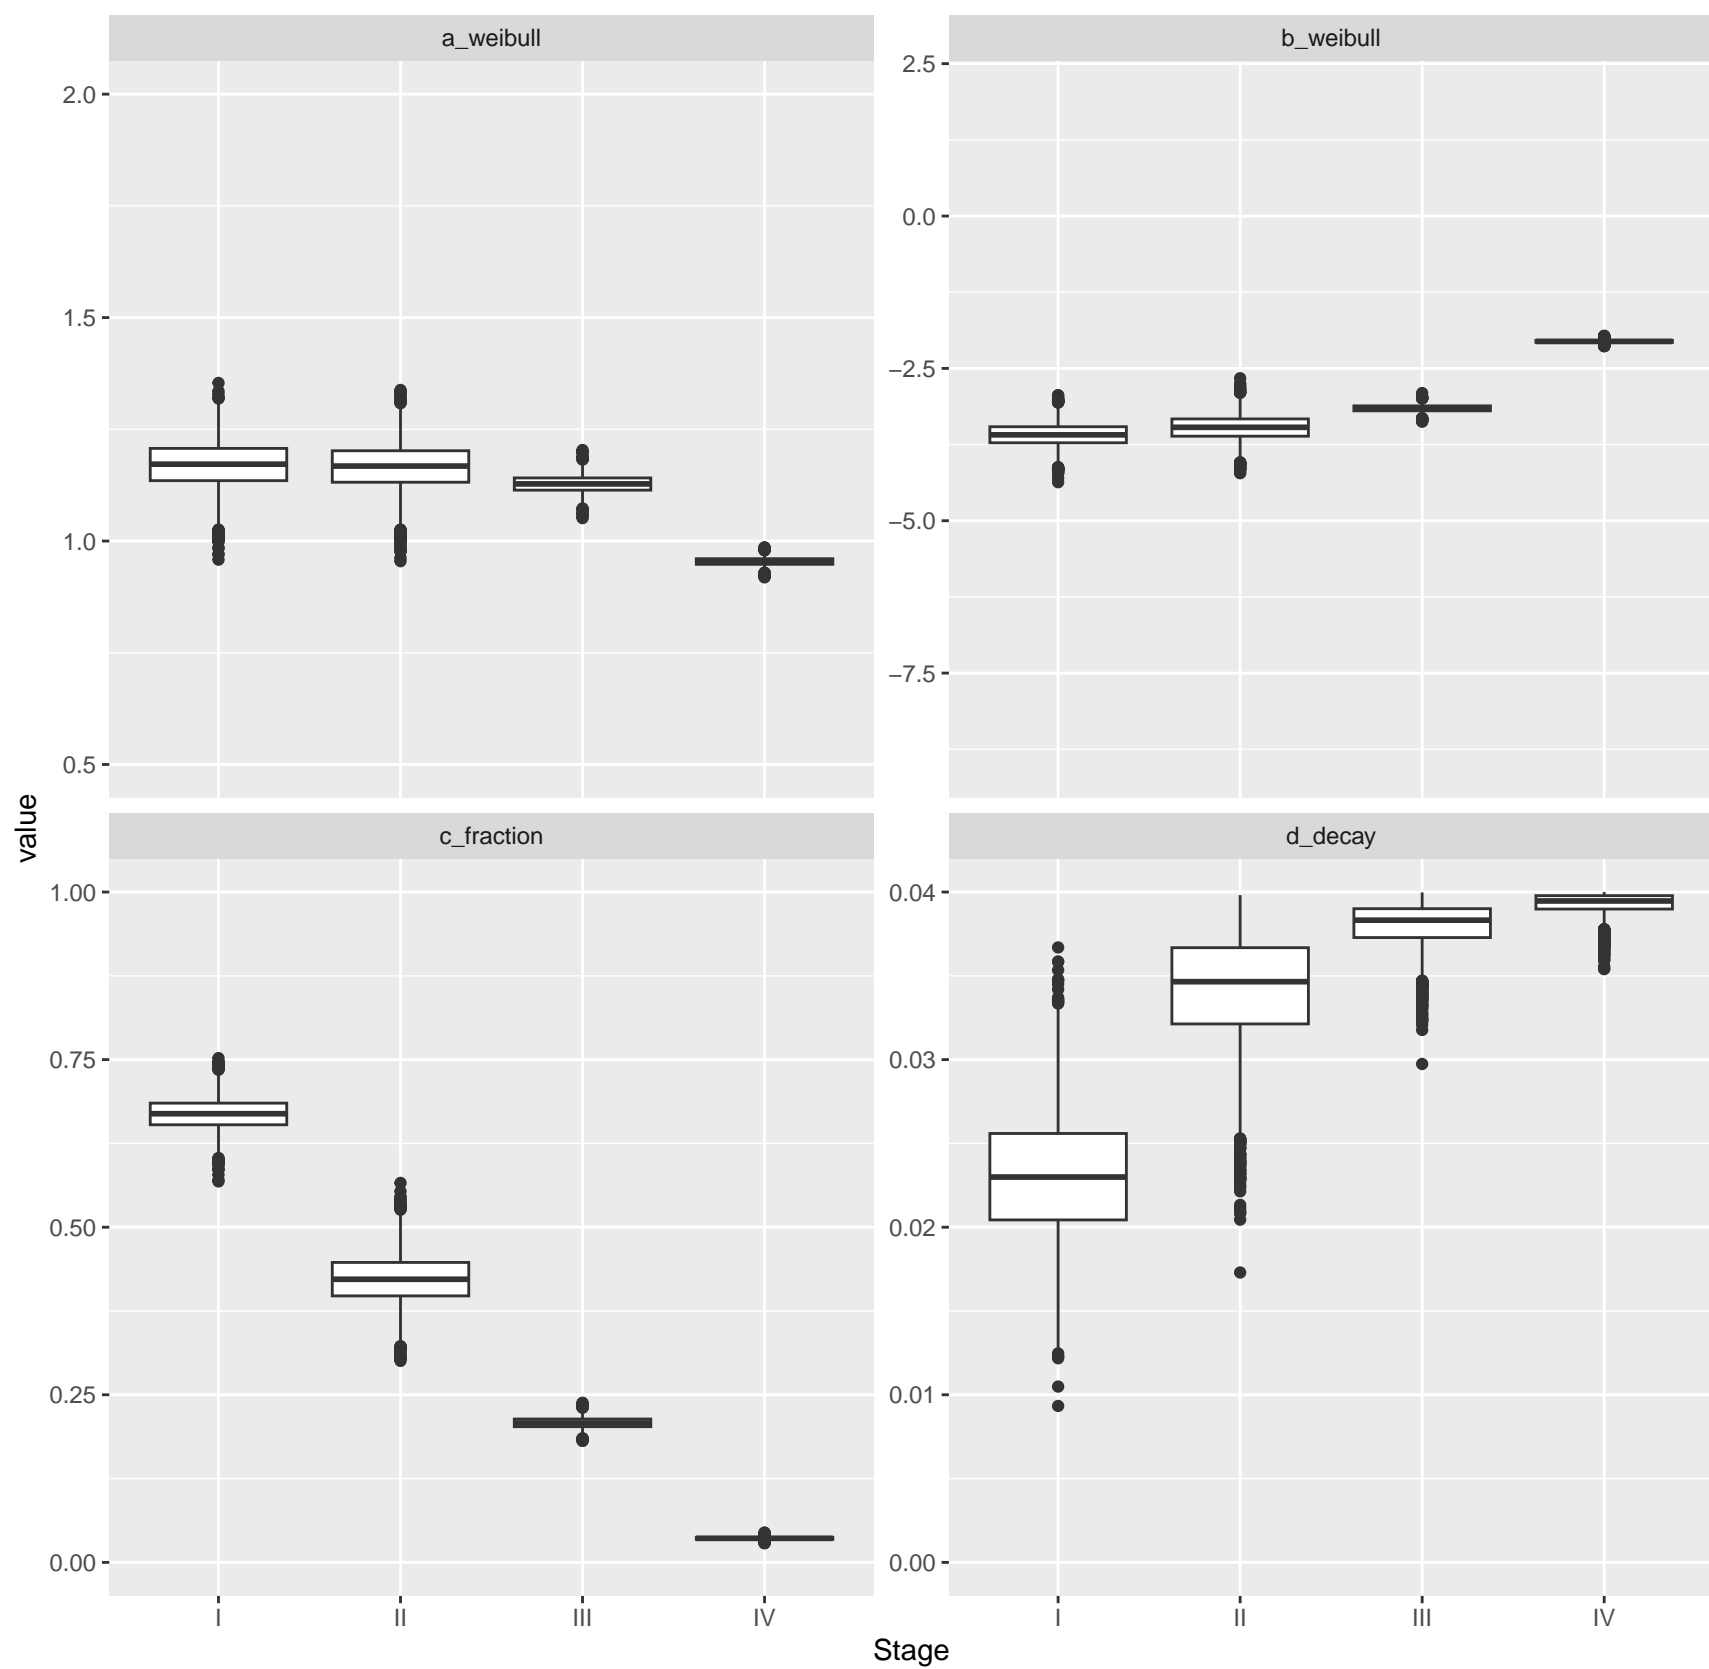 a_weibull
b_weibull
2.0
1.5
1.0
0.5
2.5
0.0
−2.5
−5.0
−7.5
value
c_fraction
d_decay
1.00
0.75
0.50
0.25
0.00
0.04
0.03
0.02
0.01
0.00
I II III IV
I II III IV
Stage